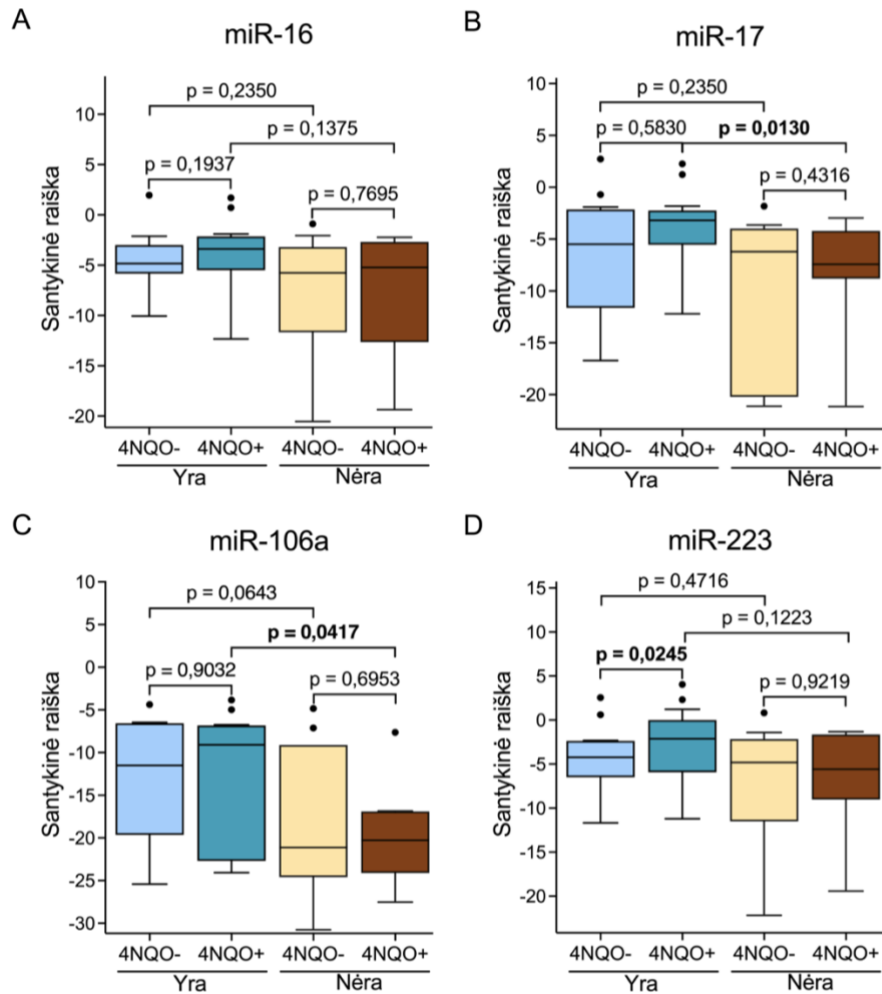 A
miR-16
Santykinė raiška
10
5
0
-5
-10
-15
-20
p = 0,2350
p = 0,1375
p = 0,1937
p = 0,7695
4NQO- 4NQO+ 4NQO- 4NQO+
Yra Nėra
B
miR-17
Santykinė raiška
10
5
0
-5
-10
-15
-20
p = 0,2350
p = 0,5830 p = 0,0130
p = 0,4316
4NQO- 4NQO+ 4NQO- 4NQO+
Yra Nėra
C
miR-106a
Santykinė raiška
10
5
0
-5
-10
-15
-20
-25
-30
p = 0,0643
p = 0,0417
p = 0,9032
p = 0,6953
4NQO- 4NQO+ 4NQO- 4NQO+
Yra Nėra
D
miR-223
Santykinė raiška
15
10
5
0
-5
-10
-15
-20
p = 0,4716
p = 0,1223
p = 0,0245
p = 0,9219
4NQO- 4NQO+ 4NQO- 4NQO+
Yra Nėra